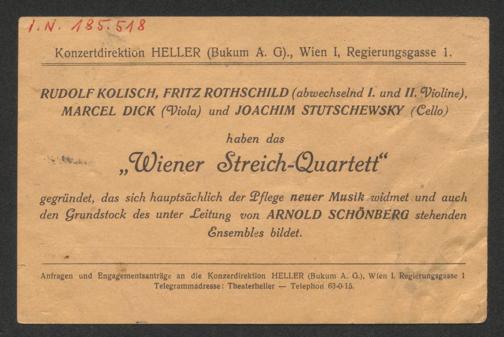 I.N. 185.518
Konzertdirektion HELLER (Bukum A. G)., Wien I, Regierungsgasse 1.
RUDOLF KOLISCH, FRITZ ROTHSCHILD (abwechselnd I. und II. Violine),
MARCEL DICK (Viola) und JOACHIM STUTSCHEWSKY (Cello)
haben das
„Wiener Streich-Quartett“
gegründet, das sich hauptsächlich der Pflege neuer Musik widmet und auch
den Grundstock des unter Leitung von ARNOLD SCHÖNBERG stehenden
Ensembles bildet.
Anfragen und Engagementsanträge an die Konzerdirektion HELLER (Bukum A. G.), Wien I, Regierungsgasse 1
Telegrammadresse: Theaterheller — Telephon 63-0-15.